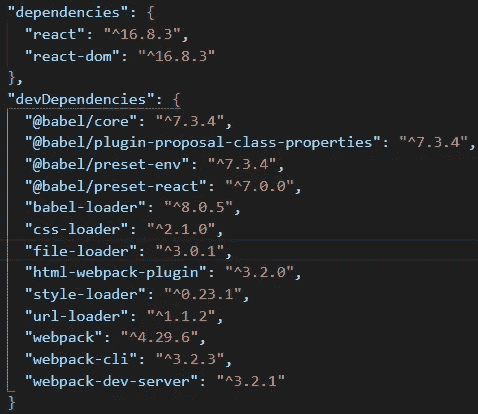 "dependencies": {
"react": "^16.8.3",
"react-dom": "^16.8.3"
},
"devDependencies": {
"@babel/core": "^7.3.4",
"@babel/plugin-proposal-class-properties": "^7.3.4",
"@babel/preset-env": "^7.3.4",
"@babel/preset-react": "^7.0.0",
"babel-loader": "^8.0.5",
"css-loader": "^2.1.0",
"file-loader": "^3.0.1",
"html-webpack-plugin": "^3.2.0",
"style-loader": "^0.23.1",
"url-loader": "^1.1.2",
"webpack": "^4.29.6",
"webpack-cli": "^3.2.3",
"webpack-dev-server": "^3.2.1"
}